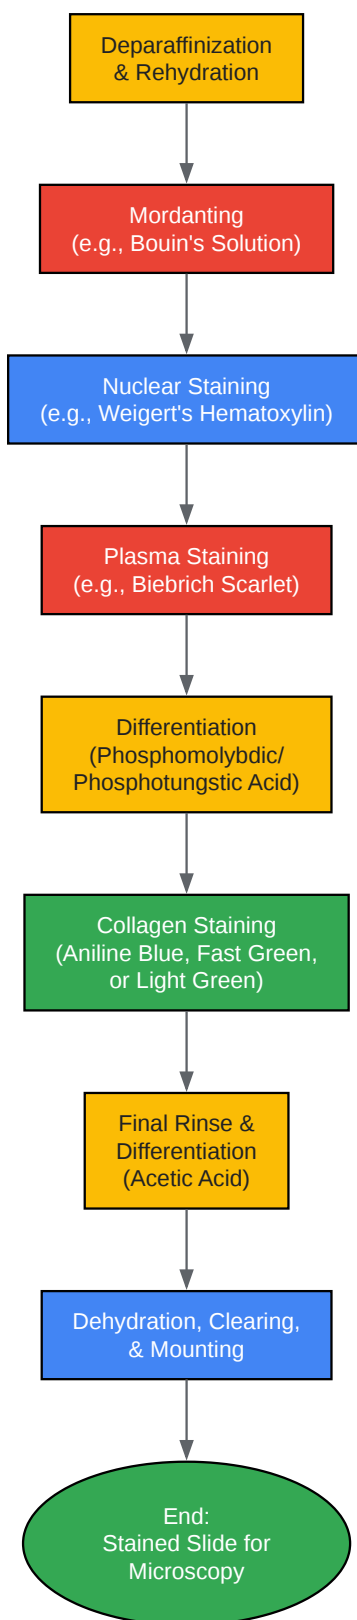 Deparaffinization
& Rehydration
Mordanting
(e.g., Bouin's Solution)
Nuclear Staining
(e.g., Weigert's Hematoxylin)
Plasma Staining
(e.g., Biebrich Scarlet)
Differentiation
(Phosphomolybdic/
Phosphotungstic Acid)
Collagen Staining
(Aniline Blue, Fast Green,
or Light Green)
Final Rinse &
Differentiation
(Acetic Acid)
Dehydration, Clearing,
& Mounting
End:
Stained Slide for
Microscopy